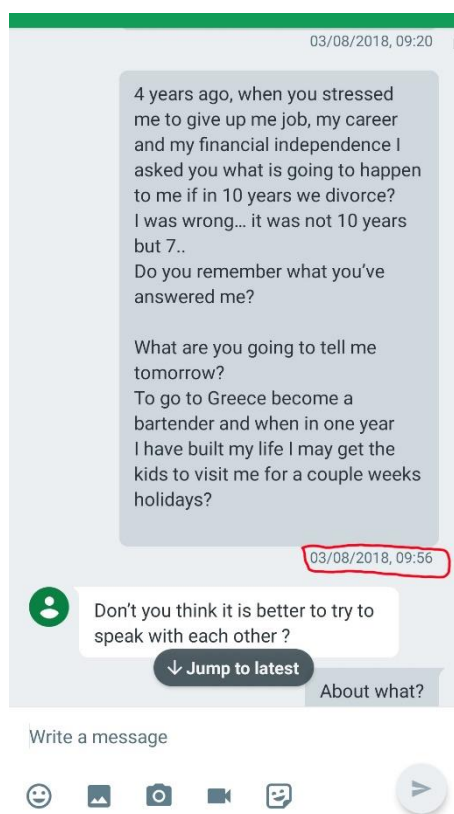 03/08/2018, 09:20
4 years ago, when you stressed
me to give up me job, my career
and my financial independence I
asked you what is going to happen
to me if in 10 years we divorce?
I was wrong... it was not 10 years
but 7..
Do you remember what you've
answered me?
What are you going to tell me
tomorrow?
To go to Greece become a
bartender and when in one year
I have built my life I may get the
kids to visit me for a couple weeks
holidays?
03/08/2018, 09:56
Don't you think it is better to try to
speak with each other ?
Jump to latest
About what?
Write a message